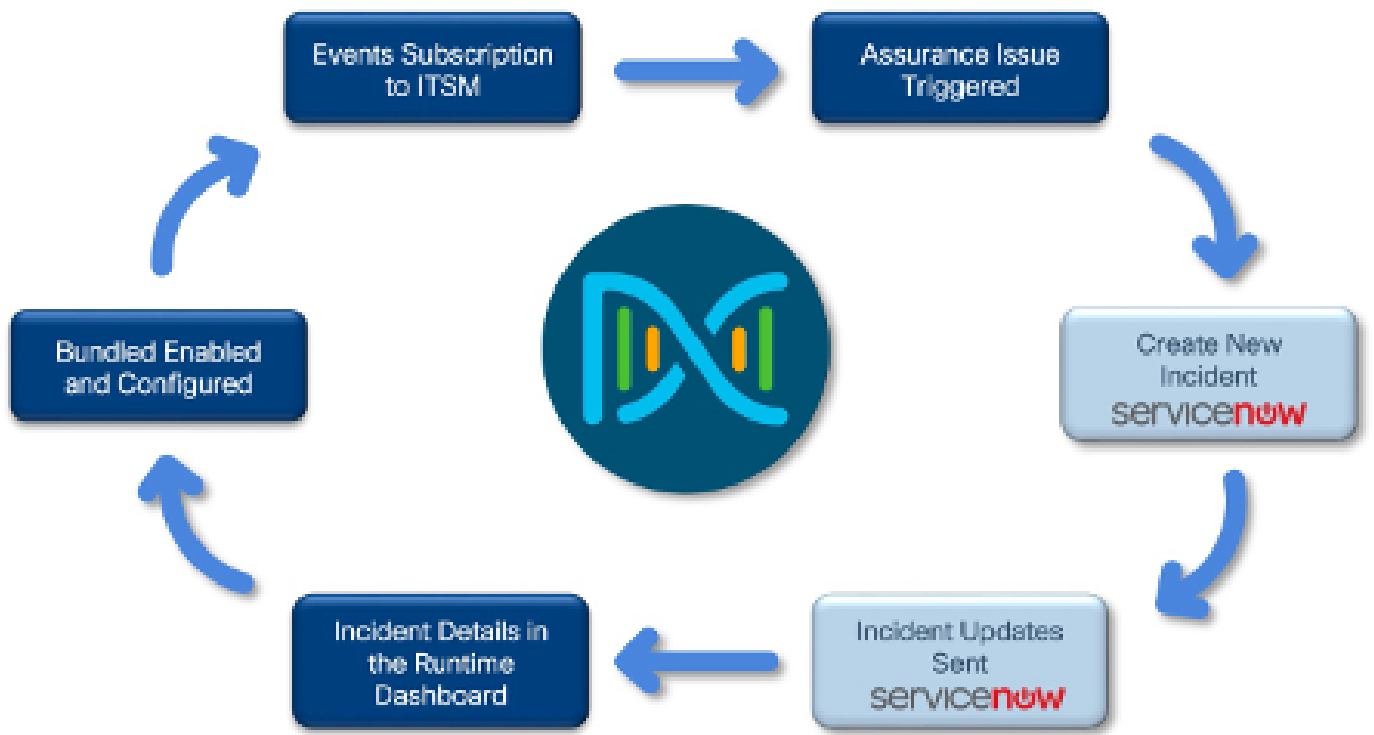 Events Subscription
to ITSM
Assurance Issue
Triggered
Bundled Enabled
and Configured
Create New
Incident
servicenow
Incident Details in
the Runtime
Dashboard
Incident Updates
Sent
servicenow